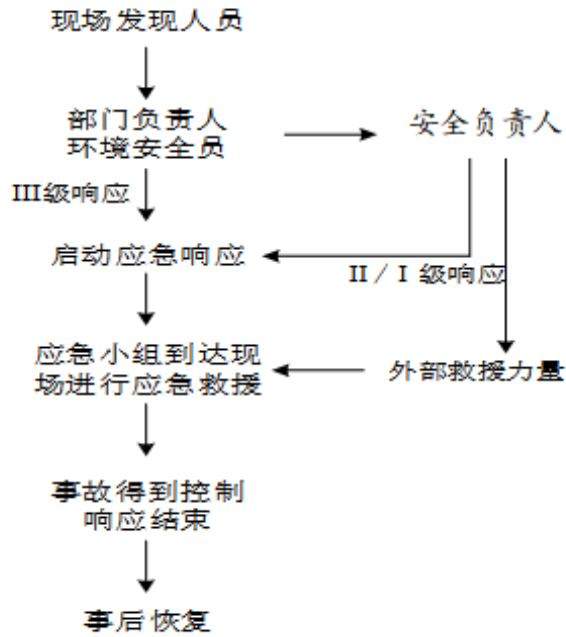 现场发现人员
部门负责人
环境安全员
安全负责人
III级响应
启动应急响应
II / I 级响应
应急小组到达现
场进行应急救援
外部救援力量
事故得到控制
响应结束
事后恢复